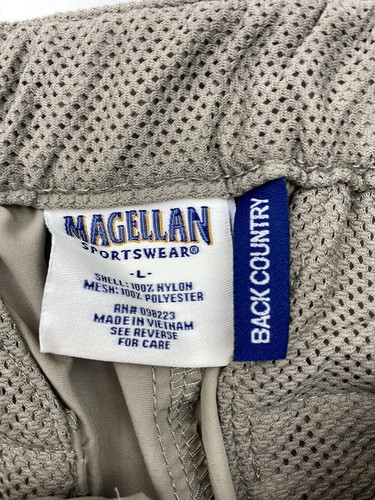 MAGELLAN
SPORTSWEAR®
-L-
SHELL: 100% NYLON
MESH: 100% POLYESTER
RN# 098223
MADE IN VIETNAM
SEE REVERSE
FOR CARE
BACK COUNTRY